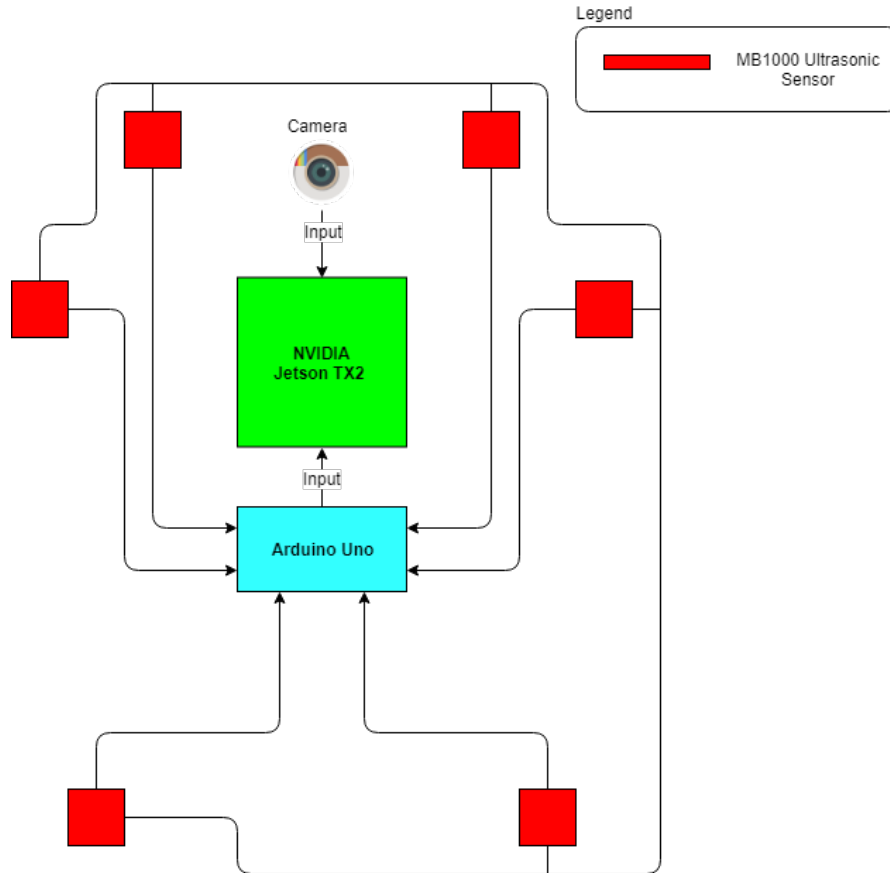 Legend
MB1000 Ultrasonic
Sensor
Camera
Input
NVIDIA
Jetson TX2
Input
Arduino Uno